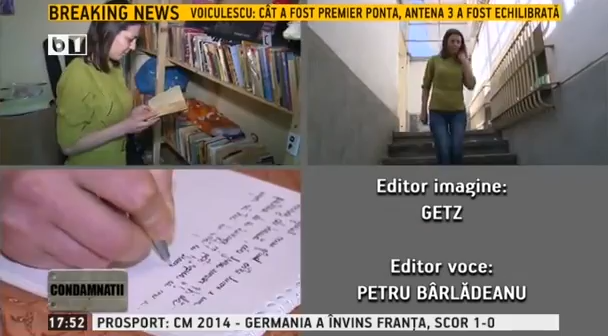 BREAKING NEWS VOICULESCU: CÂT A FOST PREMIER PONTA, ANTENA 3 A FOST ECHILIBRATĂ
b1
Editor imagine:
GETZ
Editor voce:
PETRU BÂRLĂDEANU
CONDAMNAȚII
17:52 PROSPORT: CM 2014 - GERMANIA A ÎNVINS FRANȚA, SCOR 1-0